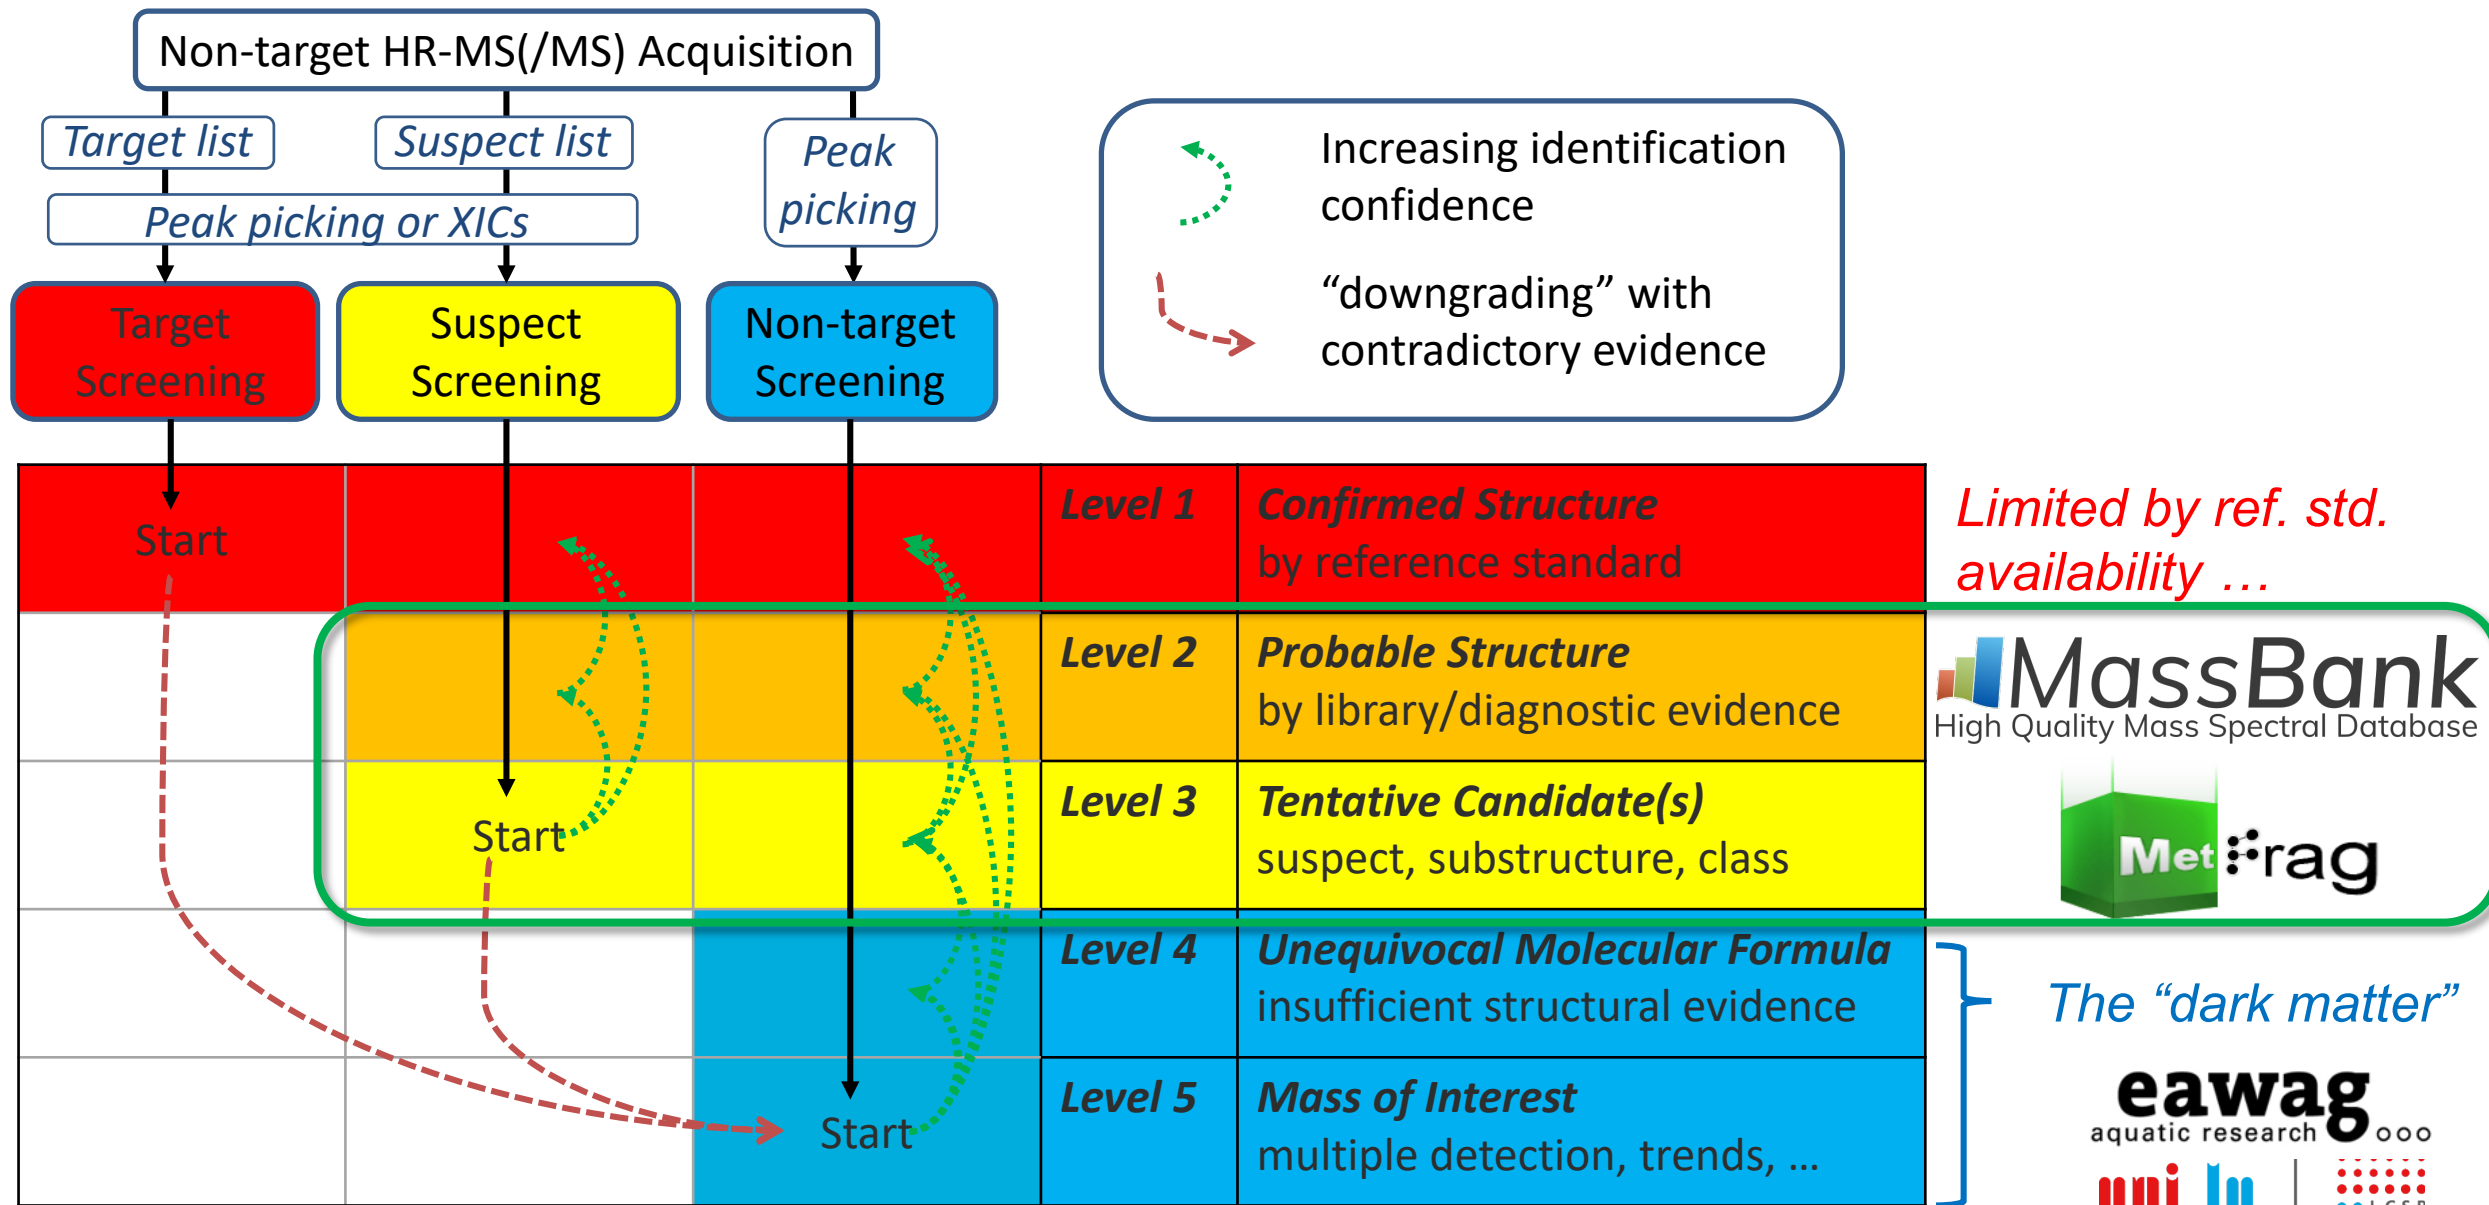 Non-target HR-MS(/MS) Acquisition
Target list
Suspect list
Peak
picking
Peak picking or XICs
Target
Screening
Suspect
Screening
Non-target
Screening
Increasing identification
confidence
“downgrading” with
contradictory evidence
Start
Level 1
Confirmed Structure
by reference standard
Limited by ref. std.
availability …
Level 2
Probable Structure
by library/diagnostic evidence
MassBank
High Quality Mass Spectral Database
Start
Level 3
Tentative Candidate(s)
suspect, substructure, class
MetFrag
Level 4
Unequivocal Molecular Formula
insufficient structural evidence
The “dark matter”
Start
Level 5
Mass of Interest
multiple detection, trends, …
eawag
aquatic research